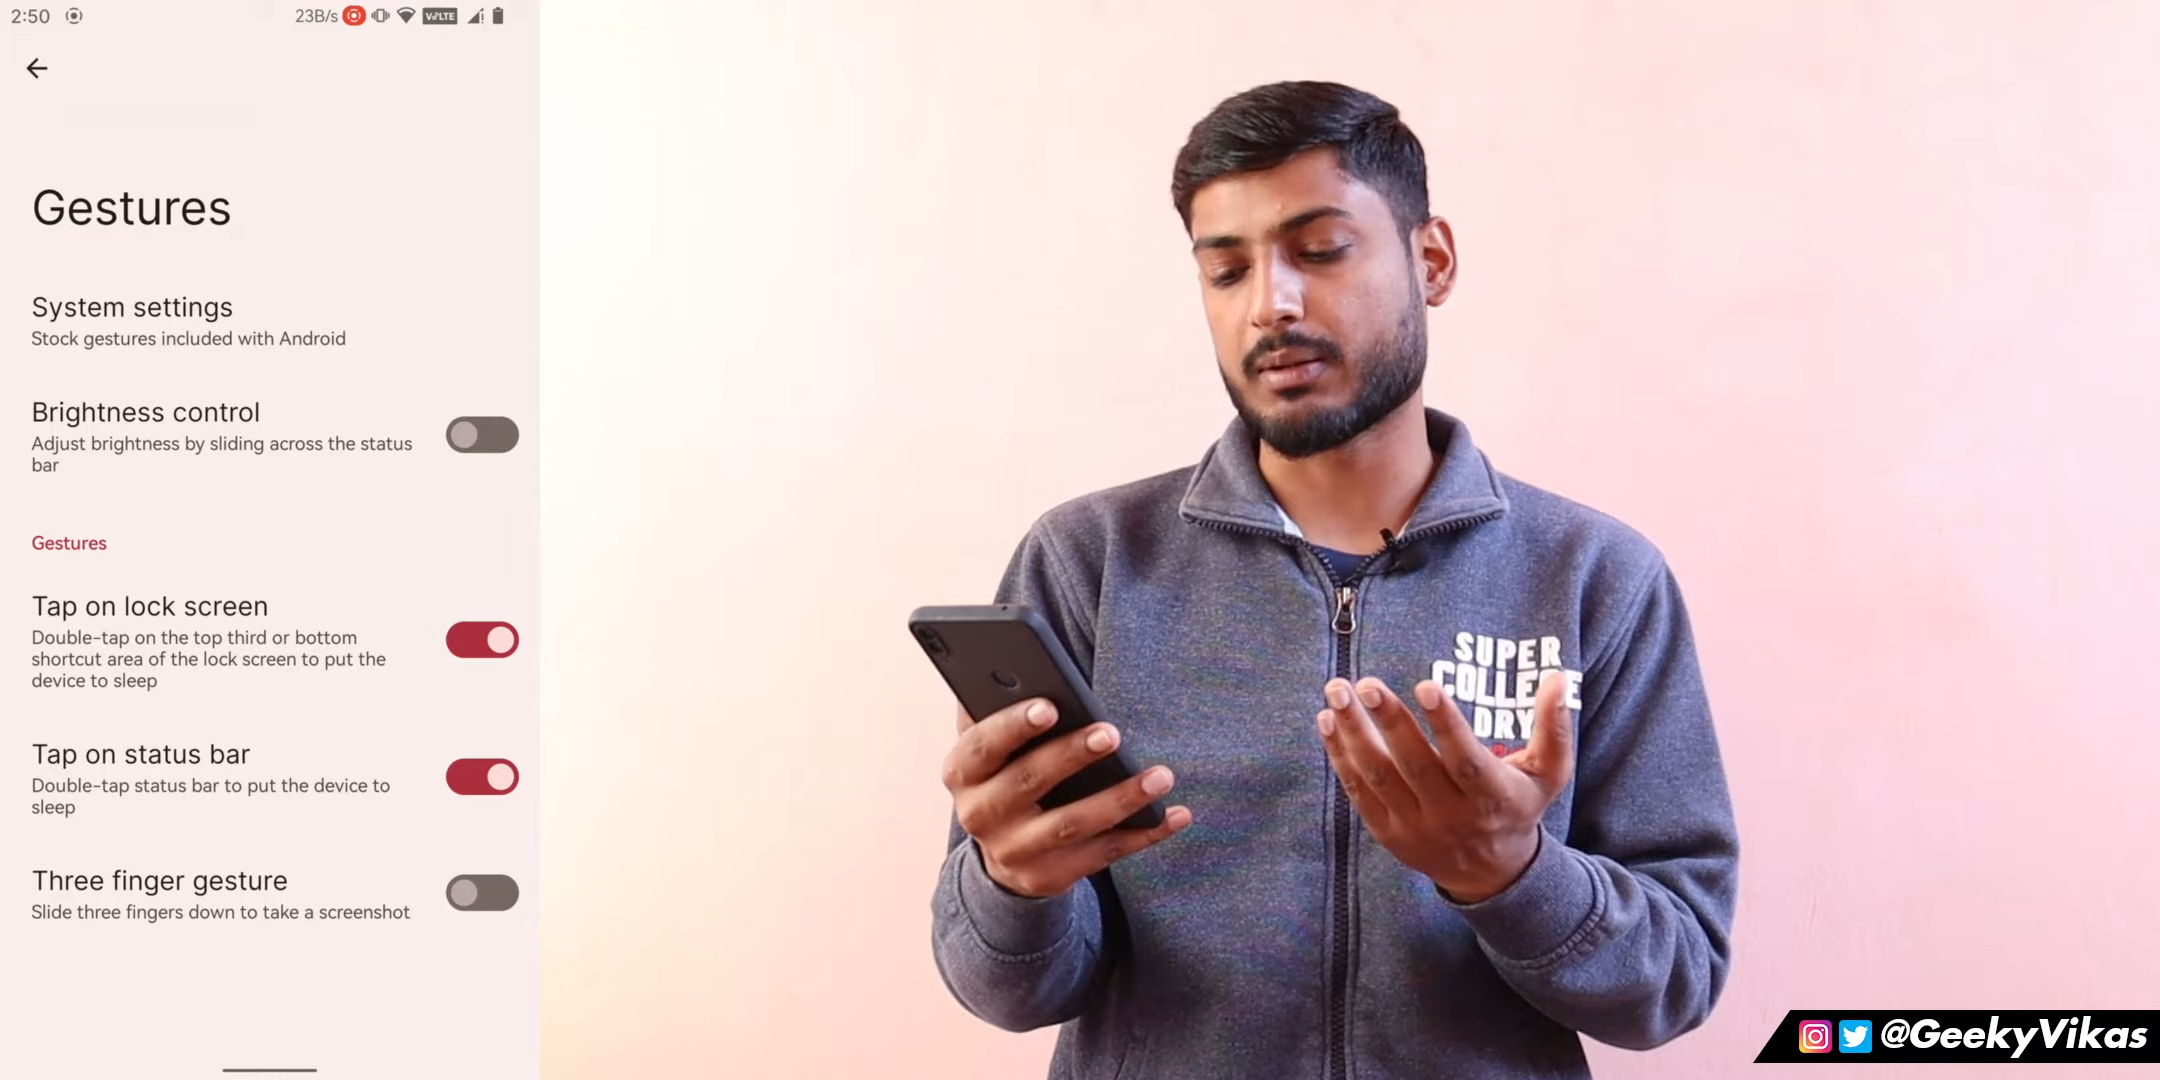 2:50
23B/s
VoLTE
Gestures
System settings
Stock gestures included with Android
Brightness control
Adjust brightness by sliding across the status
bar
Gestures
Tap on lock screen
Double-tap on the top third or bottom
shortcut area of the lock screen to put the
device to sleep
Tap on status bar
Double-tap status bar to put the device to
sleep
Three finger gesture
Slide three fingers down to take a screenshot
SUPER
COLLEGE
DRY
@GeekyVikas